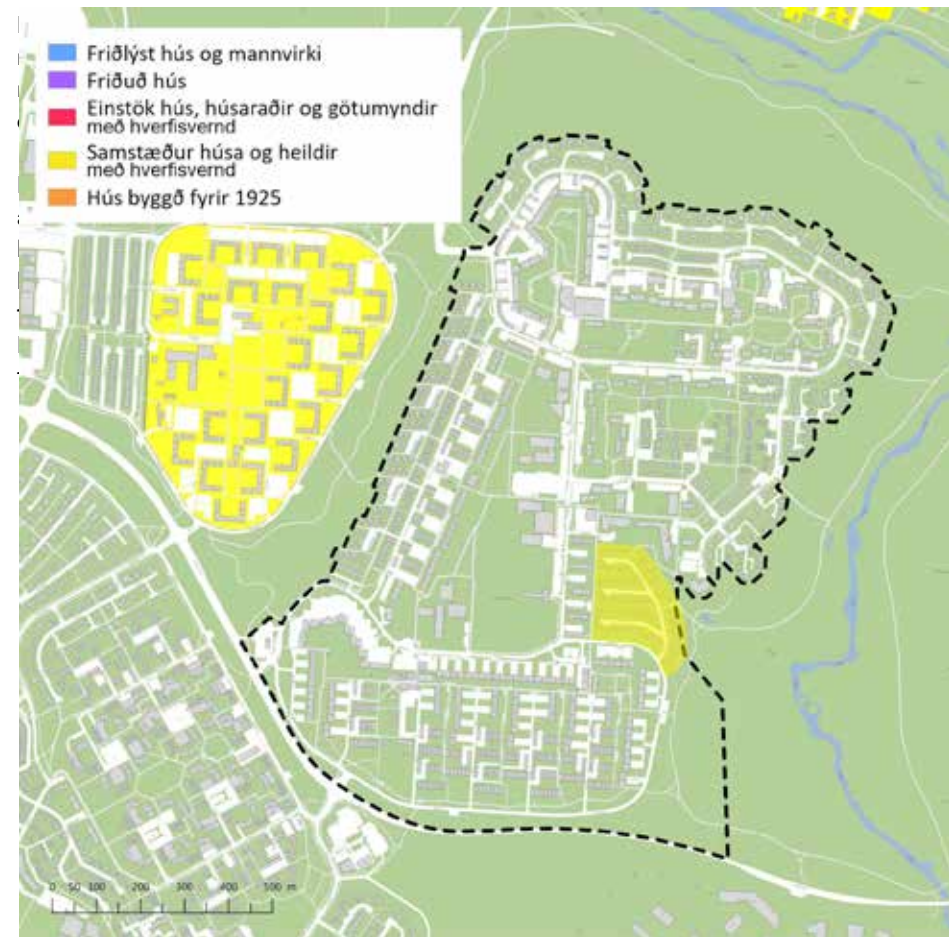 Friðlýst hús og mannvirki
Friðuð hús
Einstök hús, húsaraðir og götumyndir
með hverfisvernd
Samstæður húsa og heildir
með hverfisvernd
Hús byggð fyrir 1925
0 50 100 200 300 400 500 m